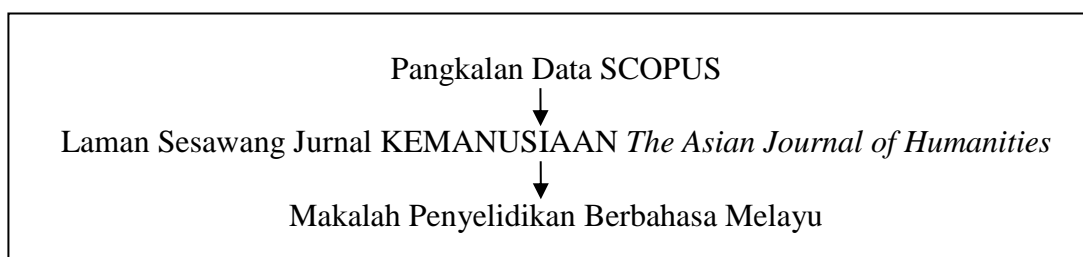 Pangkalan Data SCOPUS
Laman Sesawang Jurnal KEMANUSIAAN The Asian Journal of Humanities
Makalah Penyelidikan Berbahasa Melayu